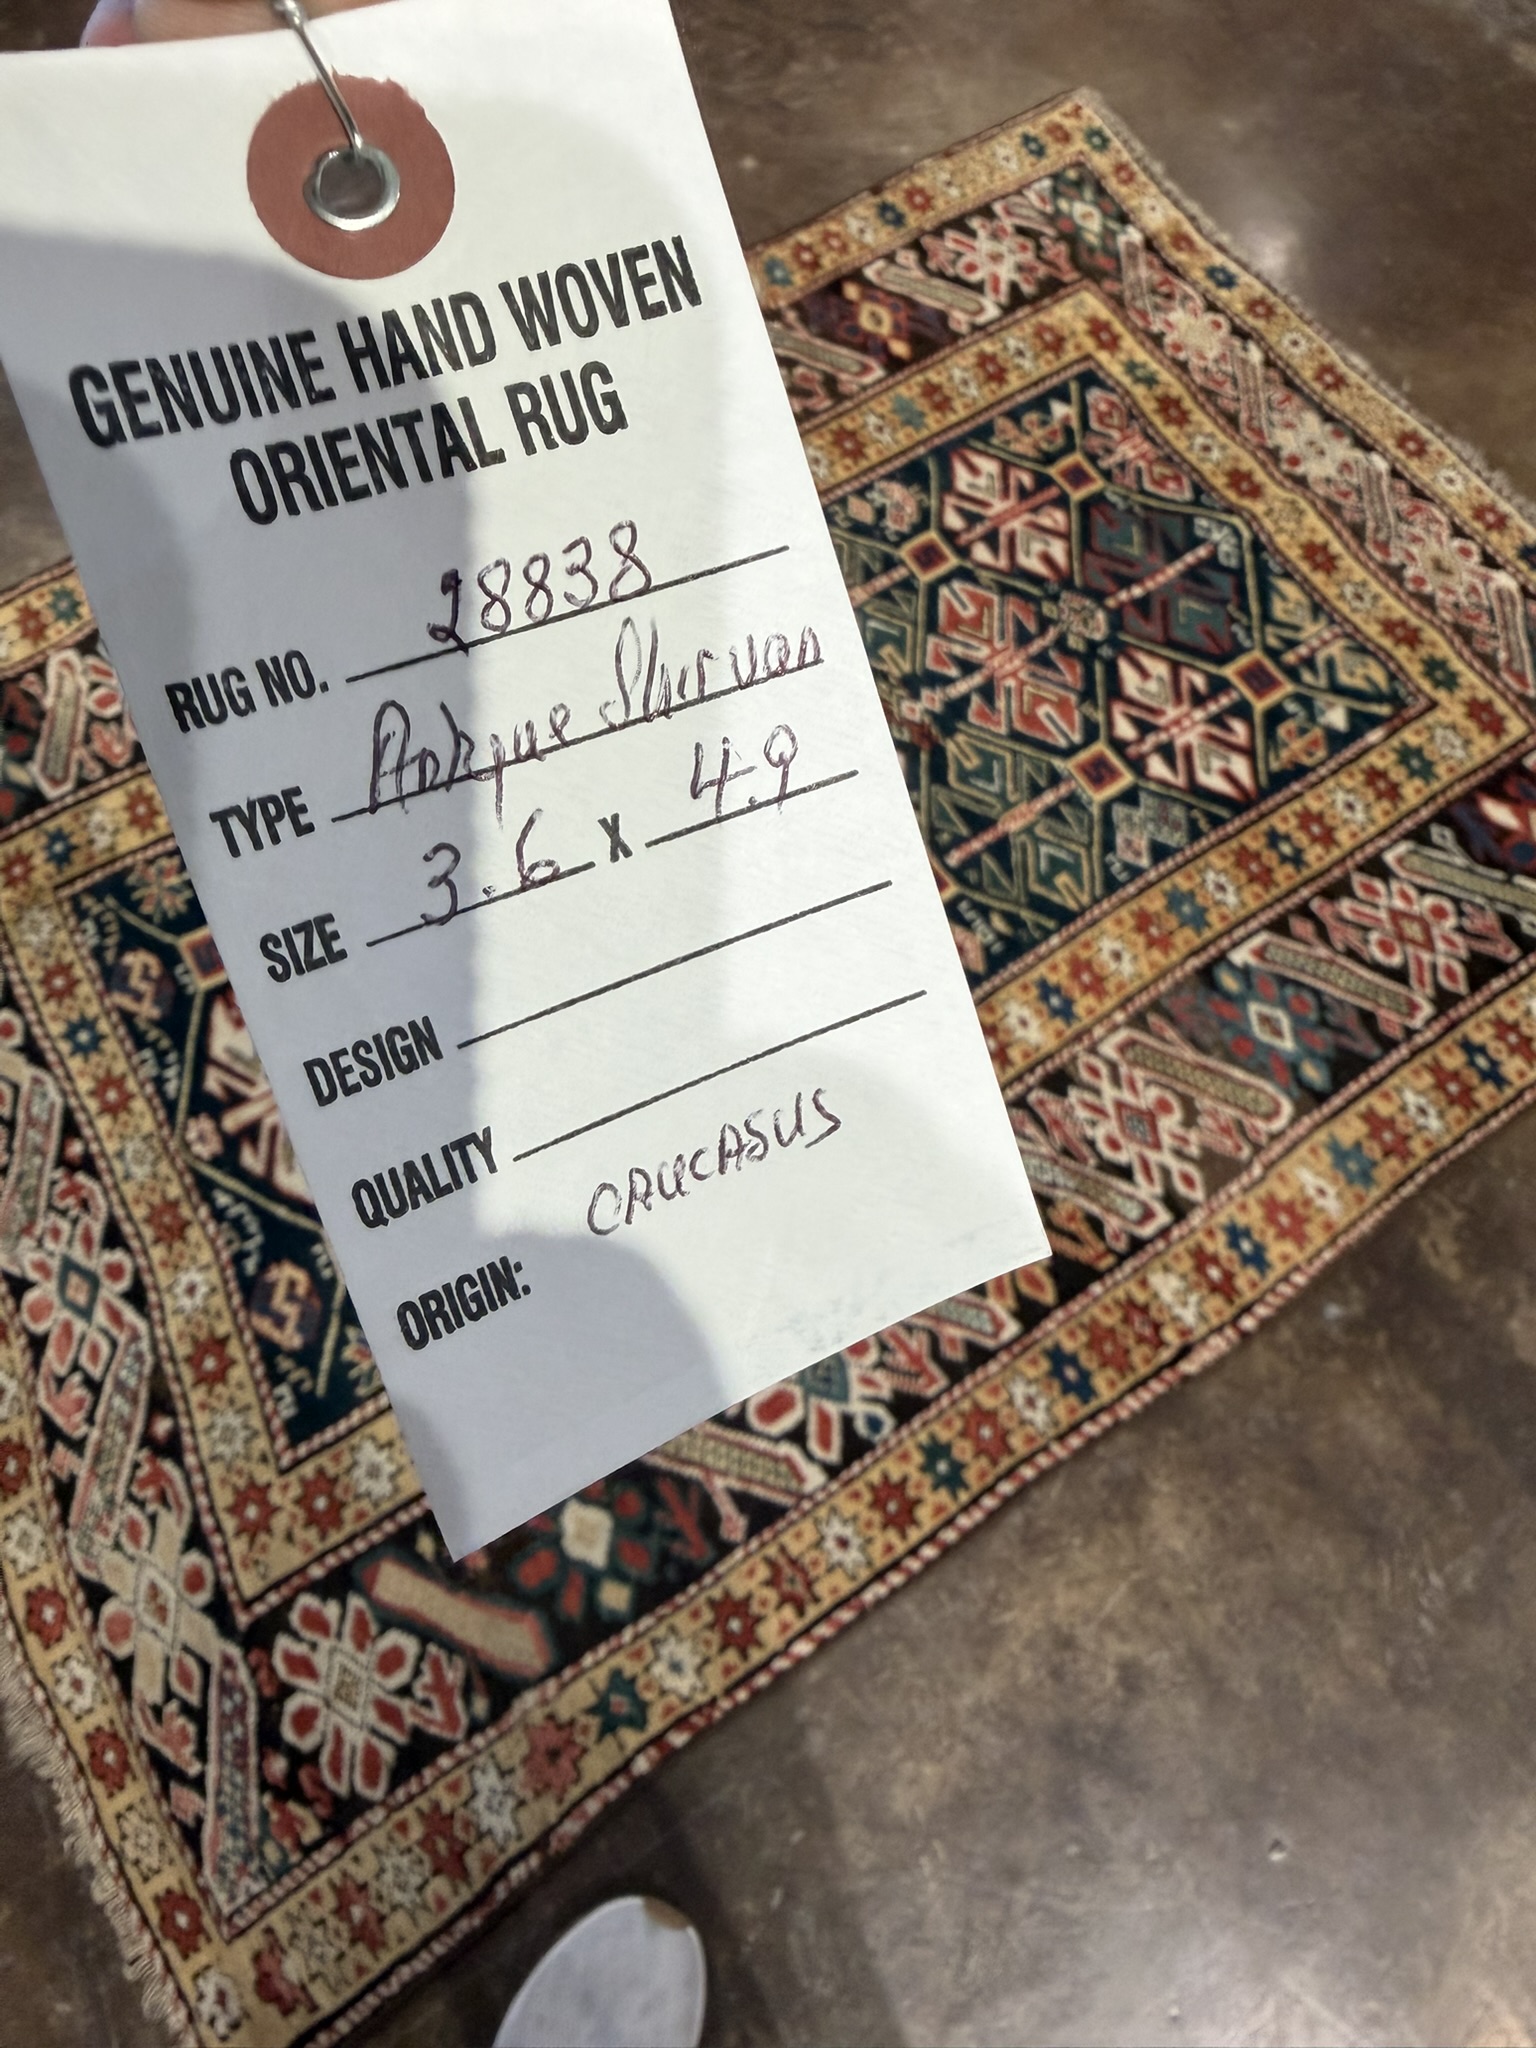 GENUINE HAND WOVEN
ORIENTAL RUG
RUG NO. 28838
TYPE Antique Shirvan
SIZE 3.6 X 4.9
DESIGN
QUALITY
ORIGIN: CAUCASUS